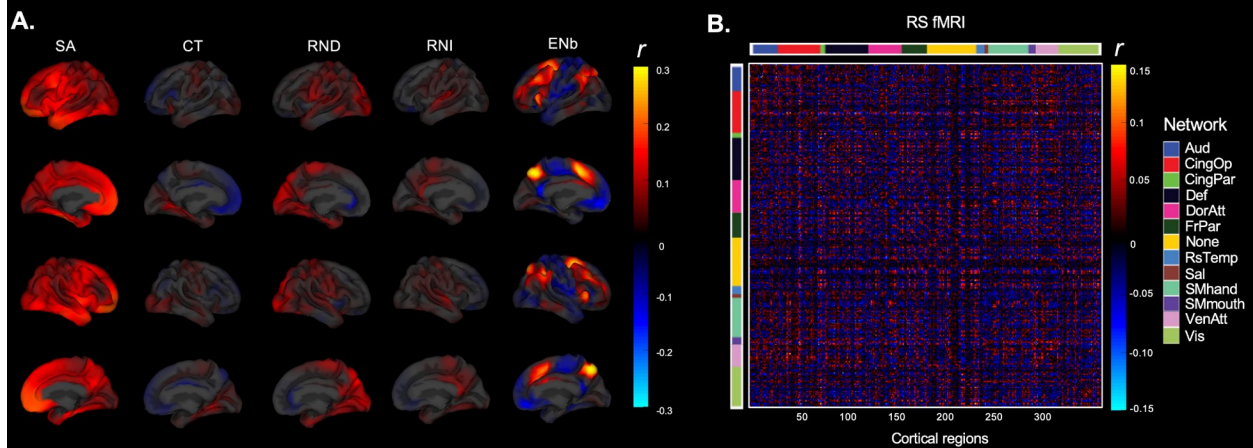 A.
SA CT RND RNI ENb
r
0.3
0.2
0.1
0
-0.1
-0.2
-0.3
B.
RS fMRI
r
0.15
0.1
0.05
0
-0.05
-0.10
-0.15
50 100 150 200 250 300
Cortical regions
Network
Aud
CingOp
CingPar
Def
DorAtt
FrPar
None
RsTemp
Sal
SMhand
SMmouth
VenAtt
Vis